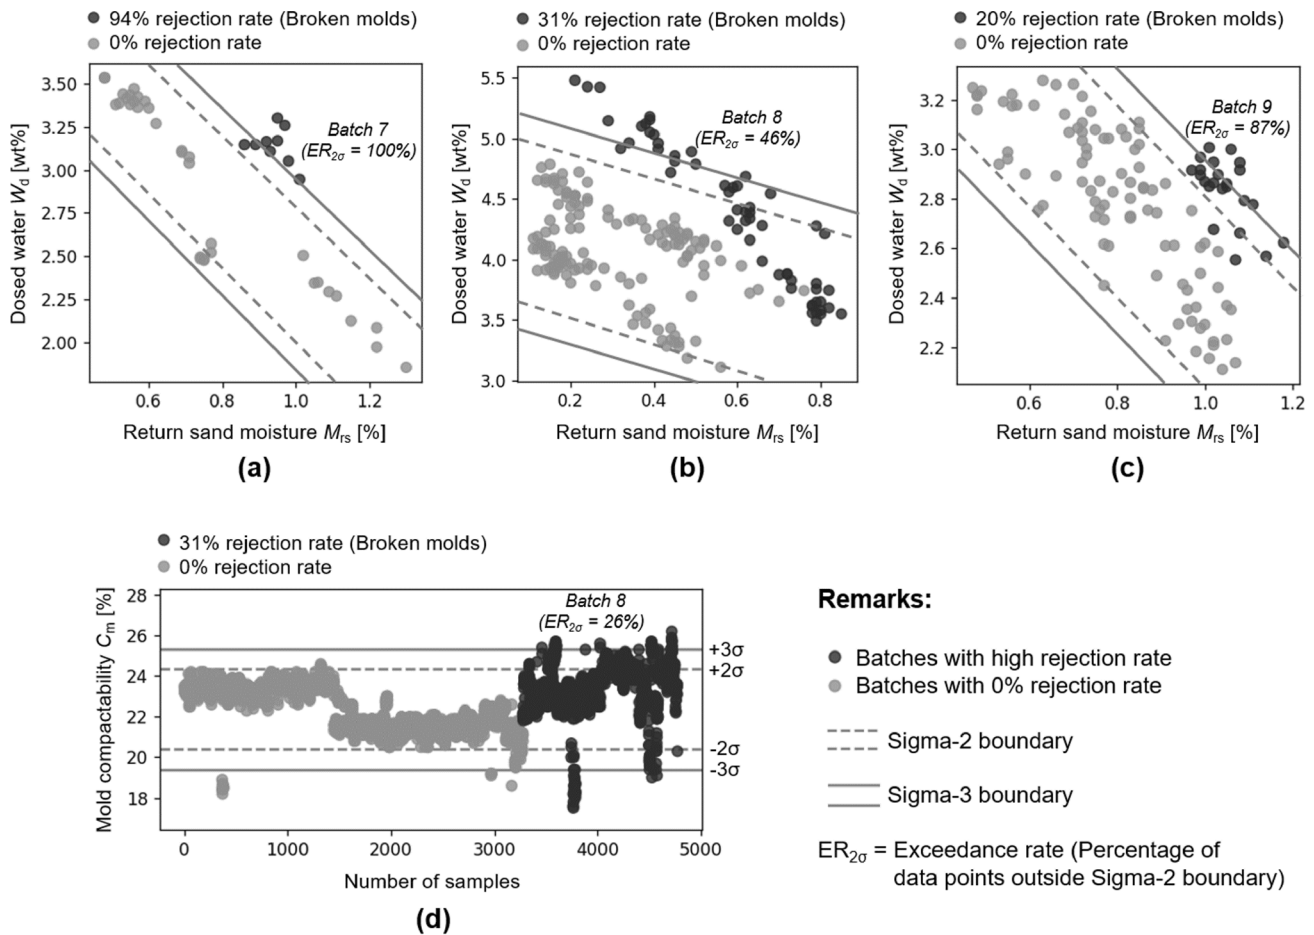 94% rejection rate (Broken molds)
0% rejection rate
Batch 7
(ER2σ = 100%)
Dosed water Wd [wt%]
3.50
3.25
3.00
2.75
2.50
2.25
2.00
0.6 0.8 1.0 1.2
Return sand moisture Mrs [%]
(a)
31% rejection rate (Broken molds)
0% rejection rate
Batch 8
(ER2σ = 46%)
Dosed water Wd [wt%]
5.5
5.0
4.5
4.0
3.5
3.0
0.2 0.4 0.6 0.8
Return sand moisture Mrs [%]
(b)
20% rejection rate (Broken molds)
0% rejection rate
Batch 9
(ER2σ = 87%)
Dosed water Wd [wt%]
3.2
3.0
2.8
2.6
2.4
2.2
0.6 0.8 1.0 1.2
Return sand moisture Mrs [%]
(c)
31% rejection rate (Broken molds)
0% rejection rate
Batch 8
(ER2σ = 26%)
Mold compactability Cm [%]
28
26
24
22
20
18
+3σ
+2σ
-2σ
-3σ
0 1000 2000 3000 4000 5000
Number of samples
(d)
Remarks:
Batches with high rejection rate
Batches with 0% rejection rate
Sigma-2 boundary
Sigma-3 boundary
ER2σ = Exceedance rate (Percentage of
data points outside Sigma-2 boundary)